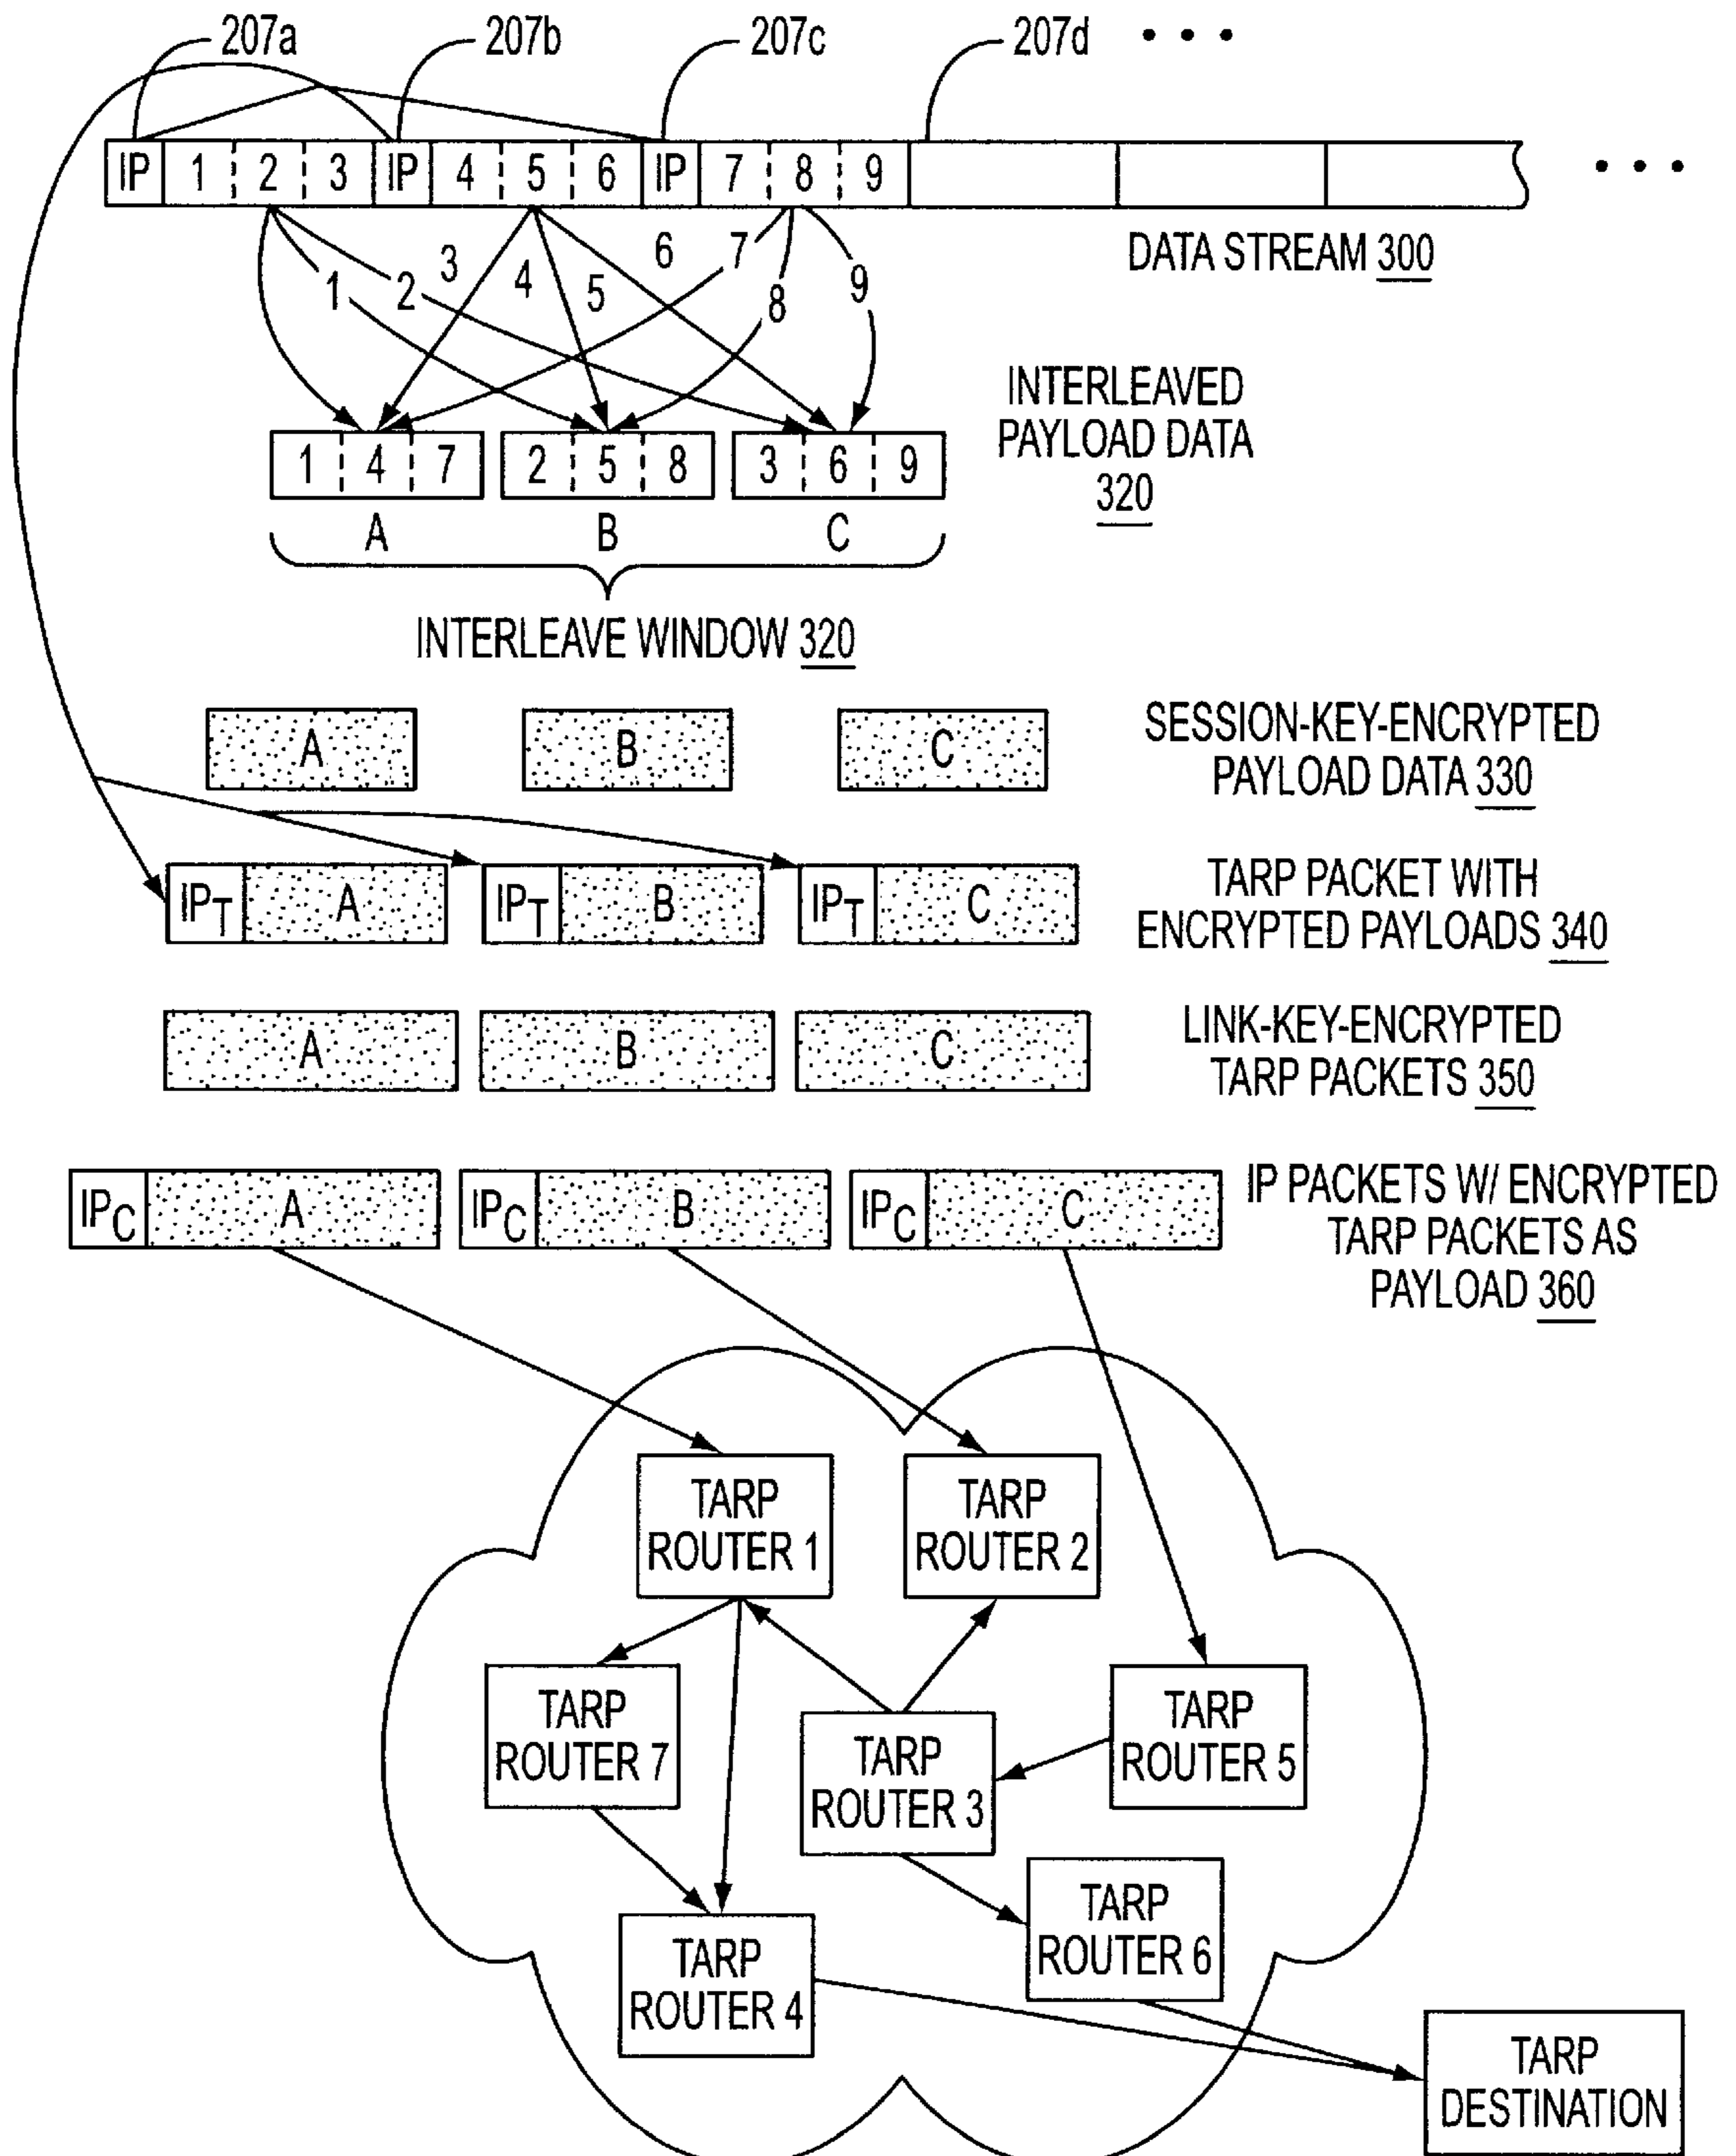 207a 207b 207c 207d • • •
IP 1 2 3 IP 4 5 6 IP 7 8 9 • • •
DATA STREAM 300
1 2 3 4 5 6 7 8 9
INTERLEAVED
PAYLOAD DATA
320
1 4 7 2 5 8 3 6 9
A B C
INTERLEAVE WINDOW 320
A B C
SESSION-KEY-ENCRYPTED
PAYLOAD DATA 330
IPT A IPT B IPT C
TARP PACKET WITH
ENCRYPTED PAYLOADS 340
A B C
LINK-KEY-ENCRYPTED
TARP PACKETS 350
IPC A IPC B IPC C
IP PACKETS W/ ENCRYPTED
TARP PACKETS AS
PAYLOAD 360
TARP
ROUTER 1
TARP
ROUTER 2
TARP
ROUTER 7
TARP
ROUTER 3
TARP
ROUTER 5
TARP
ROUTER 6
TARP
ROUTER 4
TARP
DESTINATION